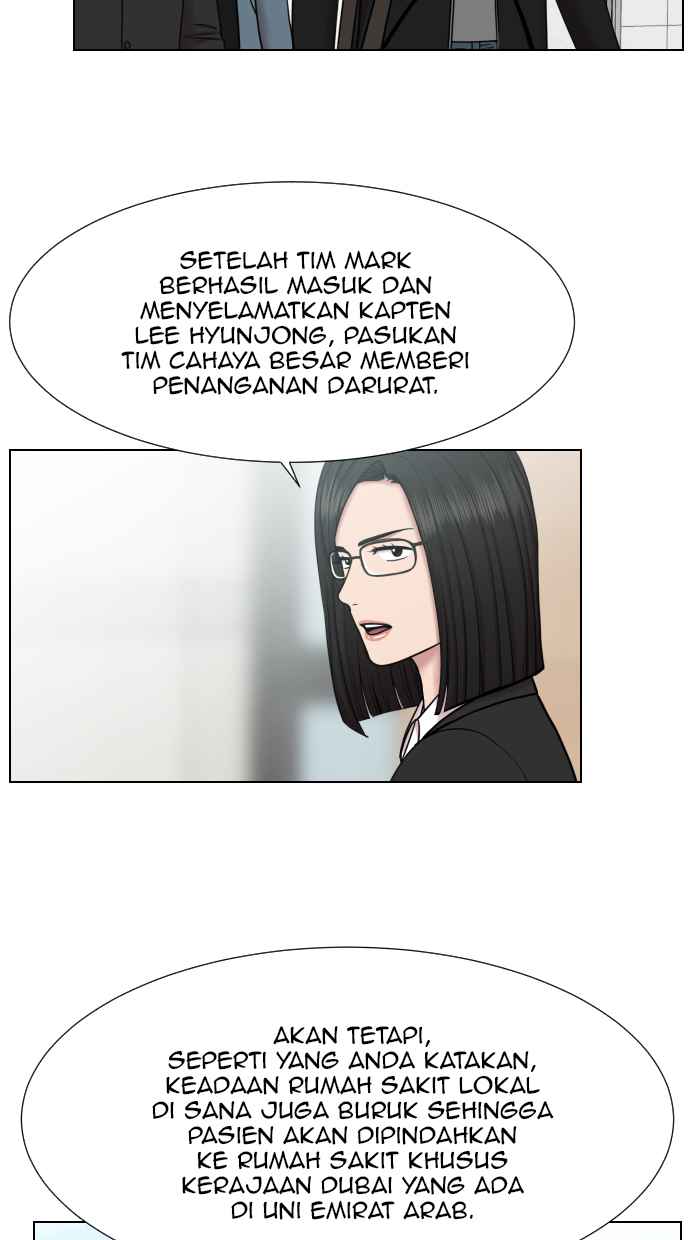 SETELAH TIM MARK
BERHASIL MASUK DAN
MENYELAMATKAN KAPTEN
LEE HYUNJONG, PASUKAN
TIM CAHAYA BESAR MEMBERI
PENANGANAN DARURAT.
AKAN TETAPI,
SEPERTI YANG ANDA KATAKAN,
KEADAAN RUMAH SAKIT LOKAL
DI SANA JUGA BURUK SEHINGGA
PASIEN AKAN DIPINDAHKAN
KE RUMAH SAKIT KHUSUS
KERAJAAN DUBAI YANG ADA
DI UNI EMIRAT ARAB.